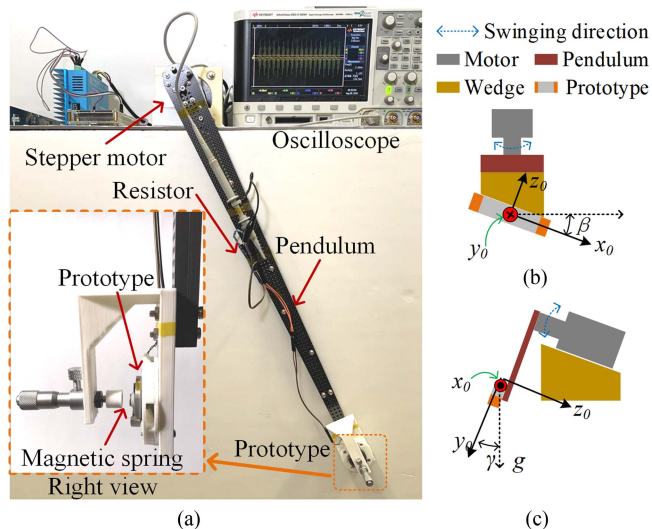 KEYSIGHT
Stepper motor
Oscilloscope
Resistor
Pendulum
Prototype
Magnetic spring
Right view
Prototype
(a)
Swinging direction
Motor
Pendulum
Wedge
Prototype
z₀
β
x₀
y₀
(b)
x₀
z₀
y₀
γ
g
(c)